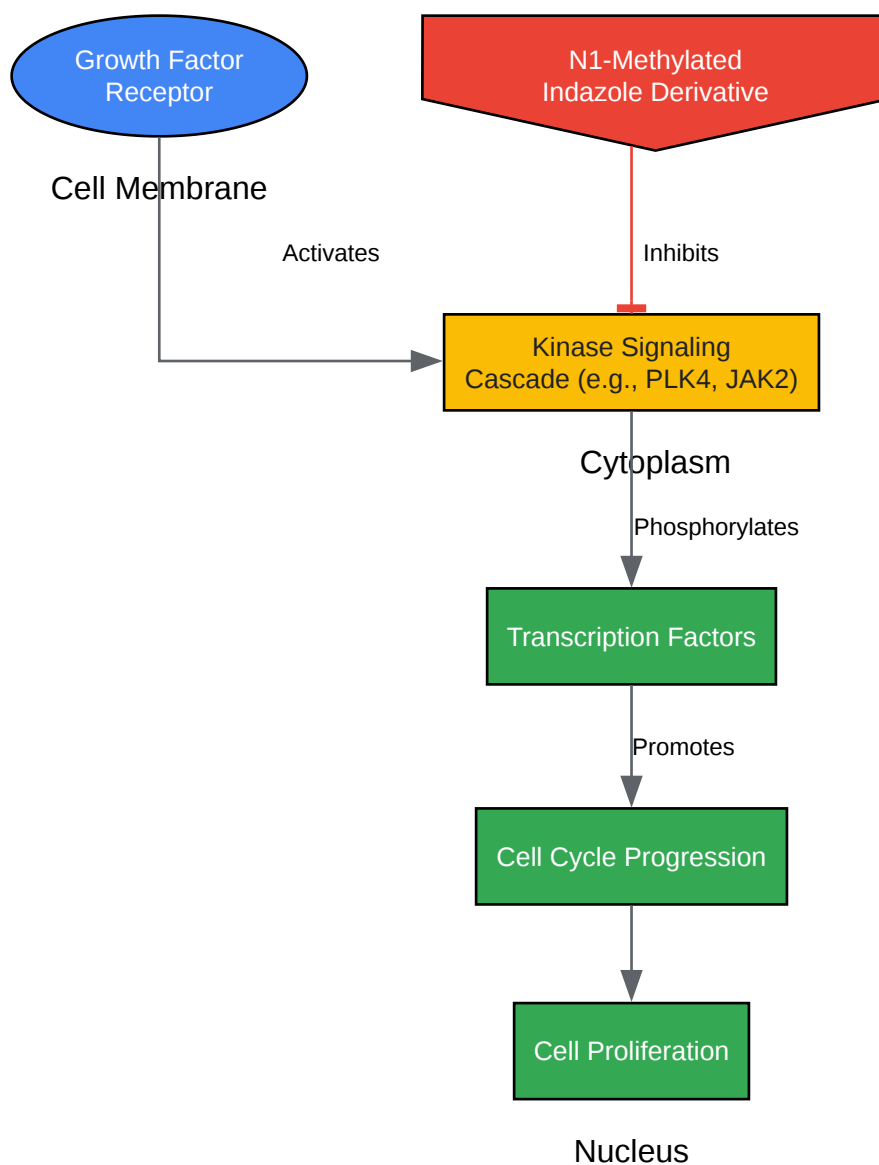 Growth Factor
Receptor
N1-Methylated
Indazole Derivative
Cell Membrane
Activates
Inhibits
Kinase Signaling
Cascade (e.g., PLK4, JAK2)
Cytoplasm
Phosphorylates
Transcription Factors
Promotes
Cell Cycle Progression
Cell Proliferation
Nucleus